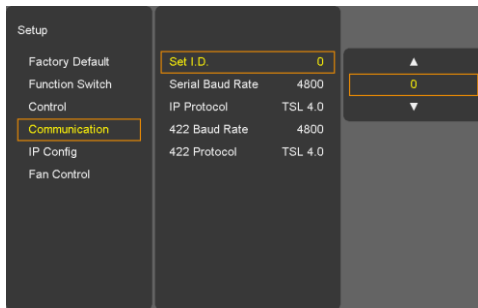 Setup
Factory Default
Function Switch
Control
Communication
IP Config
Fan Control
Set I.D. 0
Serial Baud Rate 4800
IP Protocol TSL 4.0
422 Baud Rate 4800
422 Protocol TSL 4.0
▲
0
▼